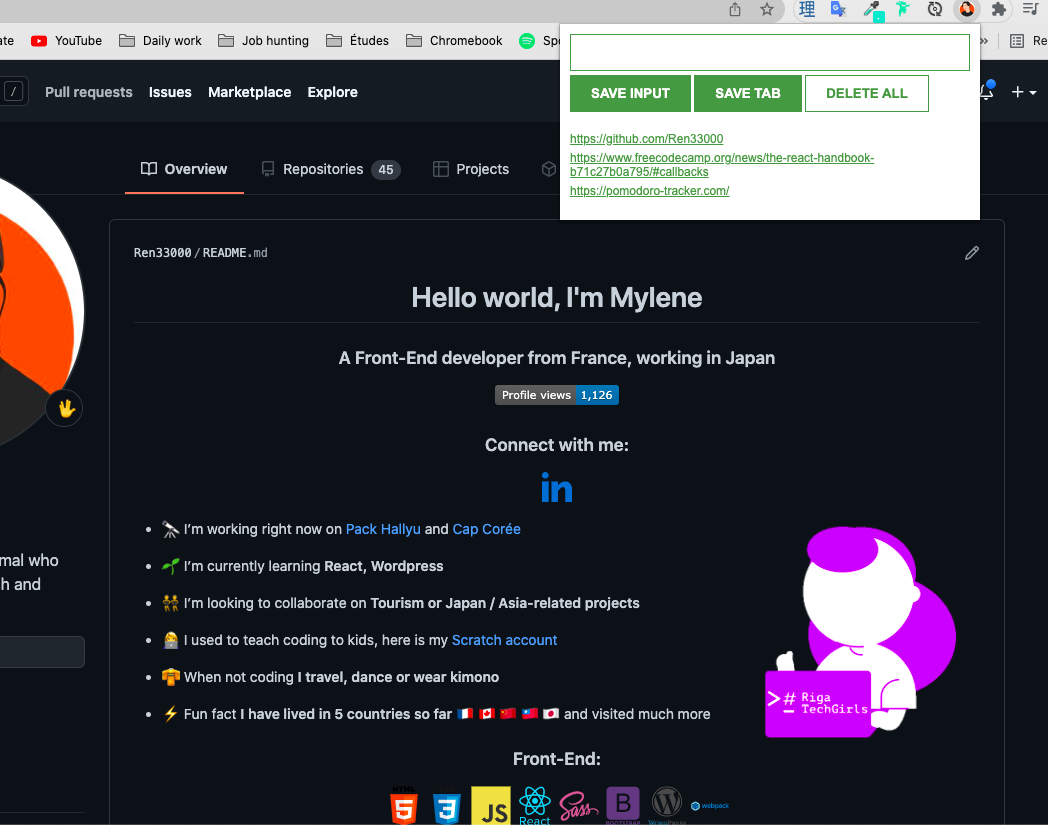 YouTube Daily work Job hunting Études Chromebook
Pull requests Issues Marketplace Explore
SAVE INPUT SAVE TAB DELETE ALL
https://github.com/Ren33000
https://www.freecodecamp.org/news/the-react-handbook-
b71c27b0a795/#callbacks
https://pomodoro-tracker.com/
Overview Repositories 45 Projects
Ren33000/README.md
Hello world, I'm Mylene
A Front-End developer from France, working in Japan
Profile views 1,126
Connect with me:
in
I’m working right now on Pack Hallyu and Cap Corée
I’m currently learning React, Wordpress
I’m looking to collaborate on Tourism or Japan / Asia-related projects
I used to teach coding to kids, here is my Scratch account
When not coding I travel, dance or wear kimono
Fun fact I have lived in 5 countries so far and visited much more
mal who
h and
># Riga
TechGirls
Front-End:
HTML 5 3 JS React Sass B BOOTSTRAP W WORDPRESS webpack